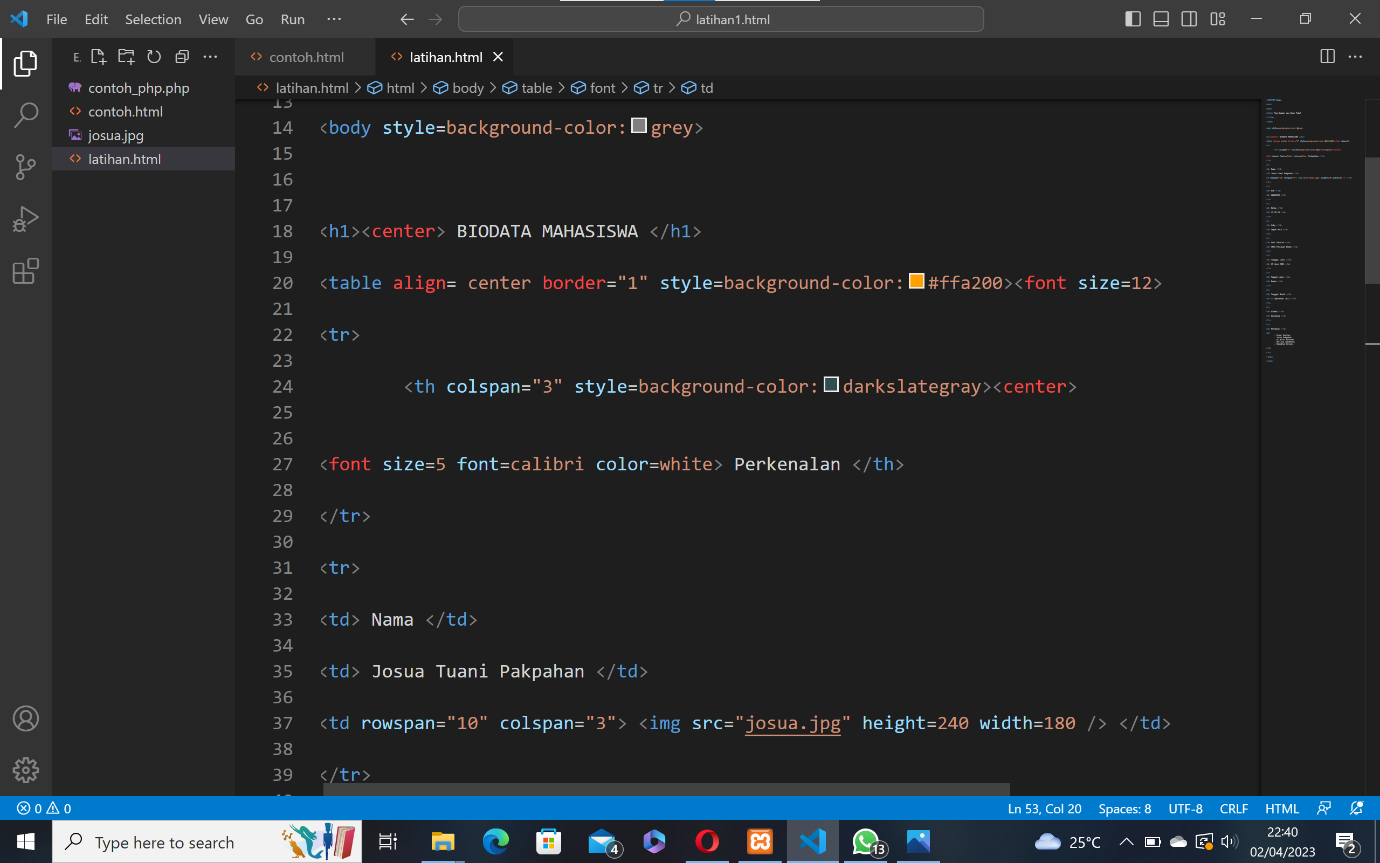 File Edit Selection View Go Run ··· latihan1.html
E. contoh.html latihan.html
contoh_php.php
contoh.html
josua.jpg
latihan.html
latihan.html > html > body > table > font > tr > td
13
14 <body style=background-color:grey>
15
16
17
18 <h1><center> BIODATA MAHASISWA </h1>
19
20 <table align= center border="1" style=background-color:#ffa200><font size=12>
21
22 <tr>
23
24 <th colspan="3" style=background-color:darkslategray><center>
25
26
27 <font size=5 font=calibri color=white> Perkenalan </th>
28
29 </tr>
30
31 <tr>
32
33 <td> Nama </td>
34
35 <td> Josua Tuani Pakpahan </td>
36
37 <td rowspan="10" colspan="3"> <img src="josua.jpg" height=240 width=180 /> </td>
38
39 </tr>
0 0 Ln 53, Col 20 Spaces: 8 UTF-8 CRLF HTML
Type here to search 4 13 25°C 22:40
02/04/2023 2